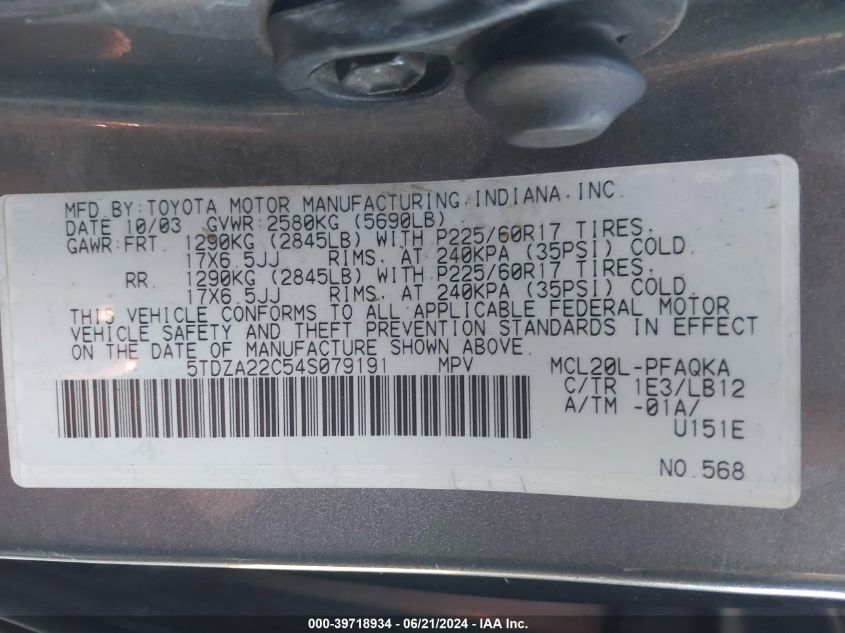 MFD.BY:TOYOTA MOTOR MANUFACTURING.INDIANA.INC.
DATE 10/03 GVWR:2580KG (5690LB)
GAWR:FRT. 1290KG (2845LB) WITH P225/60R17 TIRES.
17X6.5JJ RIMS. AT 240KPA (35PSI) COLD
RR. 1290KG (2845LB) WITH P225/60R17 TIRES.
17X6.5JJ RIMS. AT 240KPA (35PSI) COLD
THIS VEHICLE CONFORMS TO ALL APPLICABLE FEDERAL MOTOR
VEHICLE SAFETY AND THEFT PREVENTION STANDARDS IN EFFECT
ON THE DATE OF MANUFACTURE SHOWN ABOVE.
5TDZA22C54S079191 MPV MCL20L-PFAQKA
C/TR 1E3/LB12
A/TM -01A/
U151E
NO.568
000-39718934 - 06/21/2024 - IAA Inc.